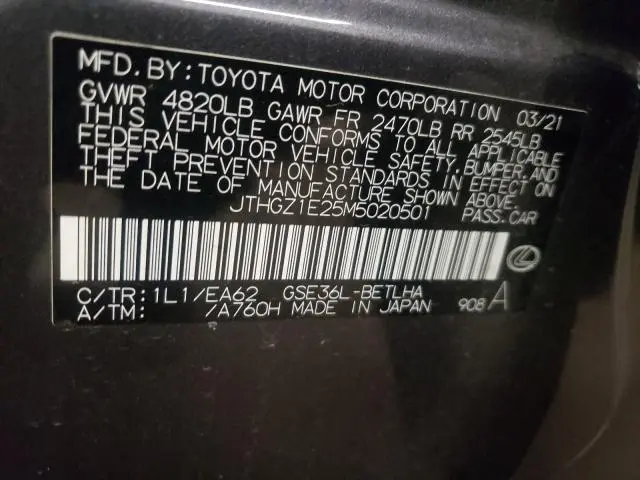 MFD. BY: TOYOTA MOTOR CORPORATION 03/21
GVWR 4820LB GAWR FR 2470LB RR 2545LB
THIS VEHICLE CONFORMS TO ALL APPLICABLE
FEDERAL MOTOR VEHICLE SAFETY, BUMPER, AND
THEFT PREVENTION STANDARDS IN EFFECT ON
THE DATE OF MANUFACTURE SHOWN ABOVE.
JTHGZ1E25M5020501 PASS.CAR
C/TR: 1L1/EA62 GSE36L-BETLHA
A/TM: /A760H MADE IN JAPAN 908 A